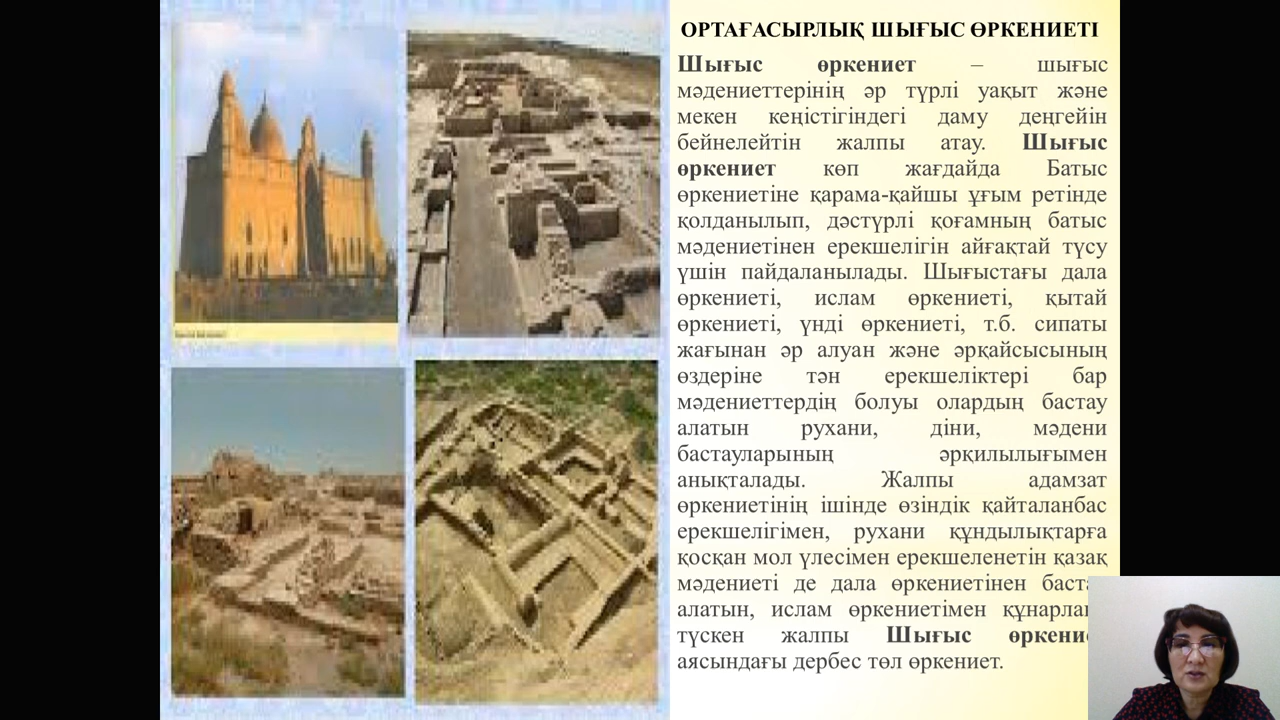 ОРТАҒАСЫРЛЫҚ ШЫҒЫС ӨРКЕНИЕТІ
Шығыс өркениет – шығыс
мәдениеттерінің әр түрлі уақыт және
мекен кеңістігіндегі даму деңгейін
бейнелейтін жалпы атау. Шығыс
өркениет көп жағдайда Батыс
өркениетіне қарама-қайшы ұғым ретінде
қолданылып, дәстүрлі қоғамның батыс
мәдениетінен ерекшелігін айғақтай түсу
үшін пайдаланылады. Шығыстағы дала
өркениеті, ислам өркениеті, қытай
өркениеті, үнді өркениеті, т.б. сипаты
жағынан әр алуан және әрқайсысының
өздеріне тән ерекшеліктері бар
мәдениеттердің болуы олардың бастау
алатын рухани, діни, мәдени
бастауларының әрқилылығымен
анықталады. Жалпы адамзат
өркениетінің ішінде өзіндік қайталанбас
ерекшелігімен, рухани құндылықтарға
қосқан мол үлесімен ерекшеленетін қазақ
мәдениеті де дала өркениетінен
алатын, ислам өркениетімен
түскен жалпы Шығыс
аясындағы дербес төл өркениет.